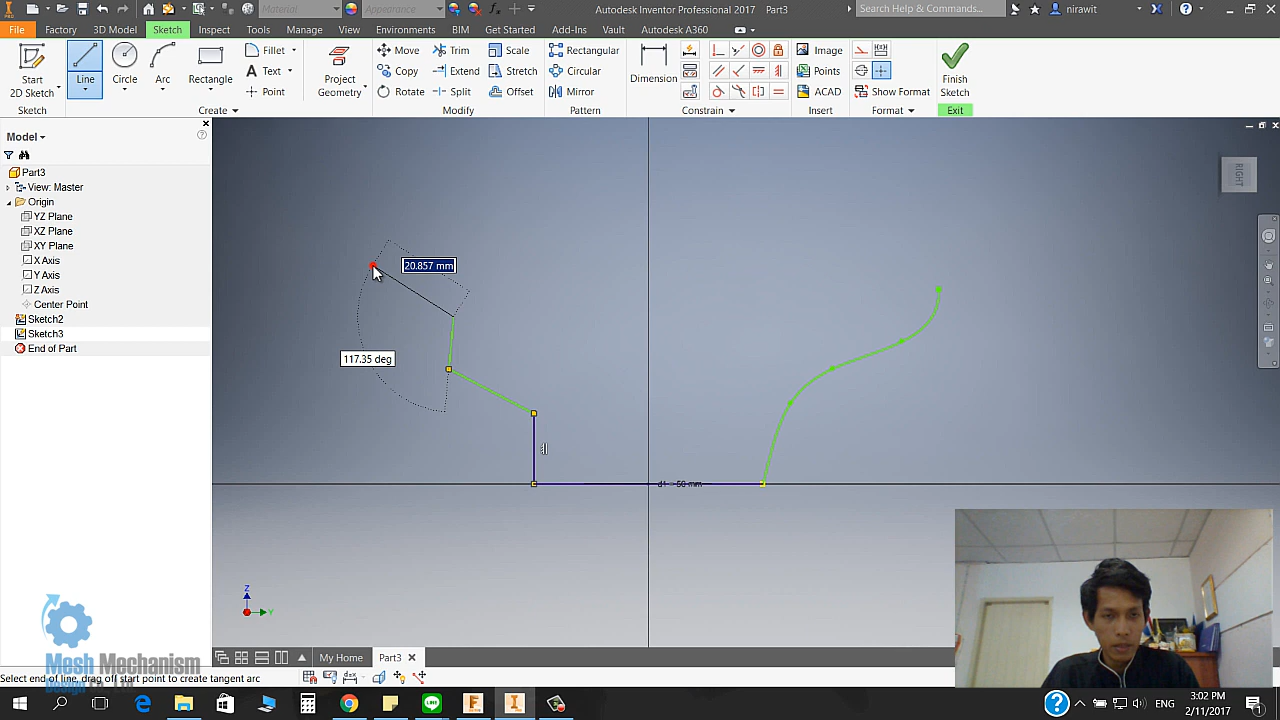 Material
Appearance
Autodesk Inventor Professional 2017 Part3
Search Help & Commands...
nirawit
File Factory 3D Model Sketch Inspect Tools Manage View Environments BIM Get Started Add-Ins Vault Autodesk A360
Start
2D Sketch
Line
Circle
Arc
Rectangle
Fillet
Text
Point
Project
Geometry
Move
Copy
Rotate
Trim
Extend
Split
Scale
Stretch
Offset
Rectangular
Circular
Mirror
Dimension
Image
Points
ACAD
Show Format
Finish
Sketch
Sketch
Create
Modify
Pattern
Constrain
Insert
Format
Exit
Model
Part3
View: Master
Origin
YZ Plane
XZ Plane
XY Plane
X Axis
Y Axis
Z Axis
Center Point
Sketch2
Sketch3
End of Part
RIGHT
20.857 mm
117.35 deg
Z
Y
Mesh Mechanism
My Home
Part3
Select end of line, drag off start point to create tangent arc
ENG
3:02 PM
2/11/2017